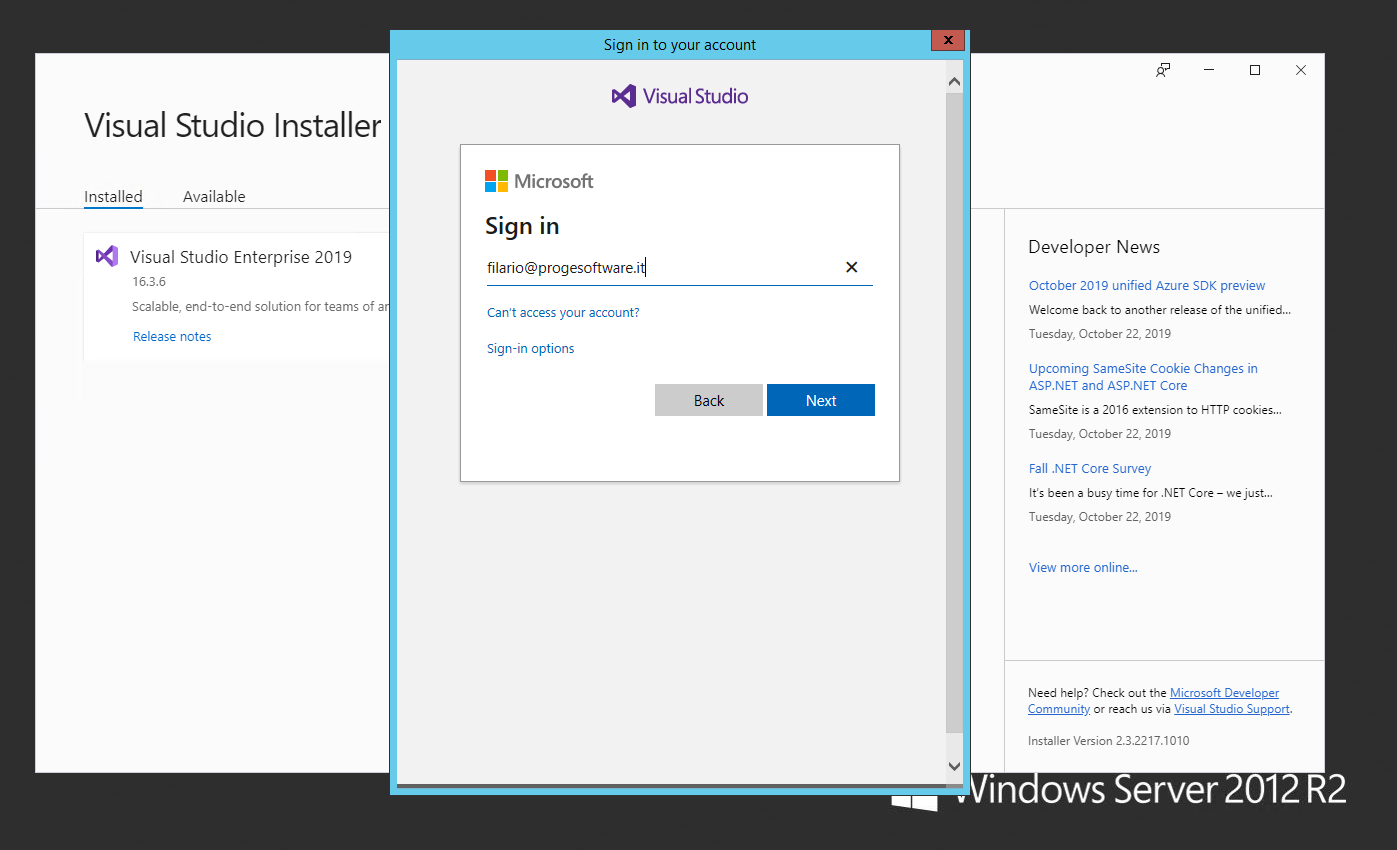 Sign in to your account
Visual Studio
Visual Studio Installer
Installed
Available
Visual Studio Enterprise 2019
16.3.6
Scalable, end-to-end solution for teams of
Release notes
Microsoft
Sign in
filario@progesoftware.it
Can't access your account?
Sign-in options
Back
Next
Developer News
October 2019 unified Azure SDK preview
Welcome back to another release of the unified...
Tuesday, October 22, 2019
Upcoming SameSite Cookie Changes in
ASP.NET and ASP.NET Core
SameSite is a 2016 extension to HTTP cookies...
Tuesday, October 22, 2019
Fall .NET Core Survey
It's been a busy time for .NET Core – we just...
Tuesday, October 22, 2019
View more online...
Need help? Check out the Microsoft Developer
Community or reach us via Visual Studio Support.
Installer Version 2.3.2217.1010
Windows Server 2012 R2